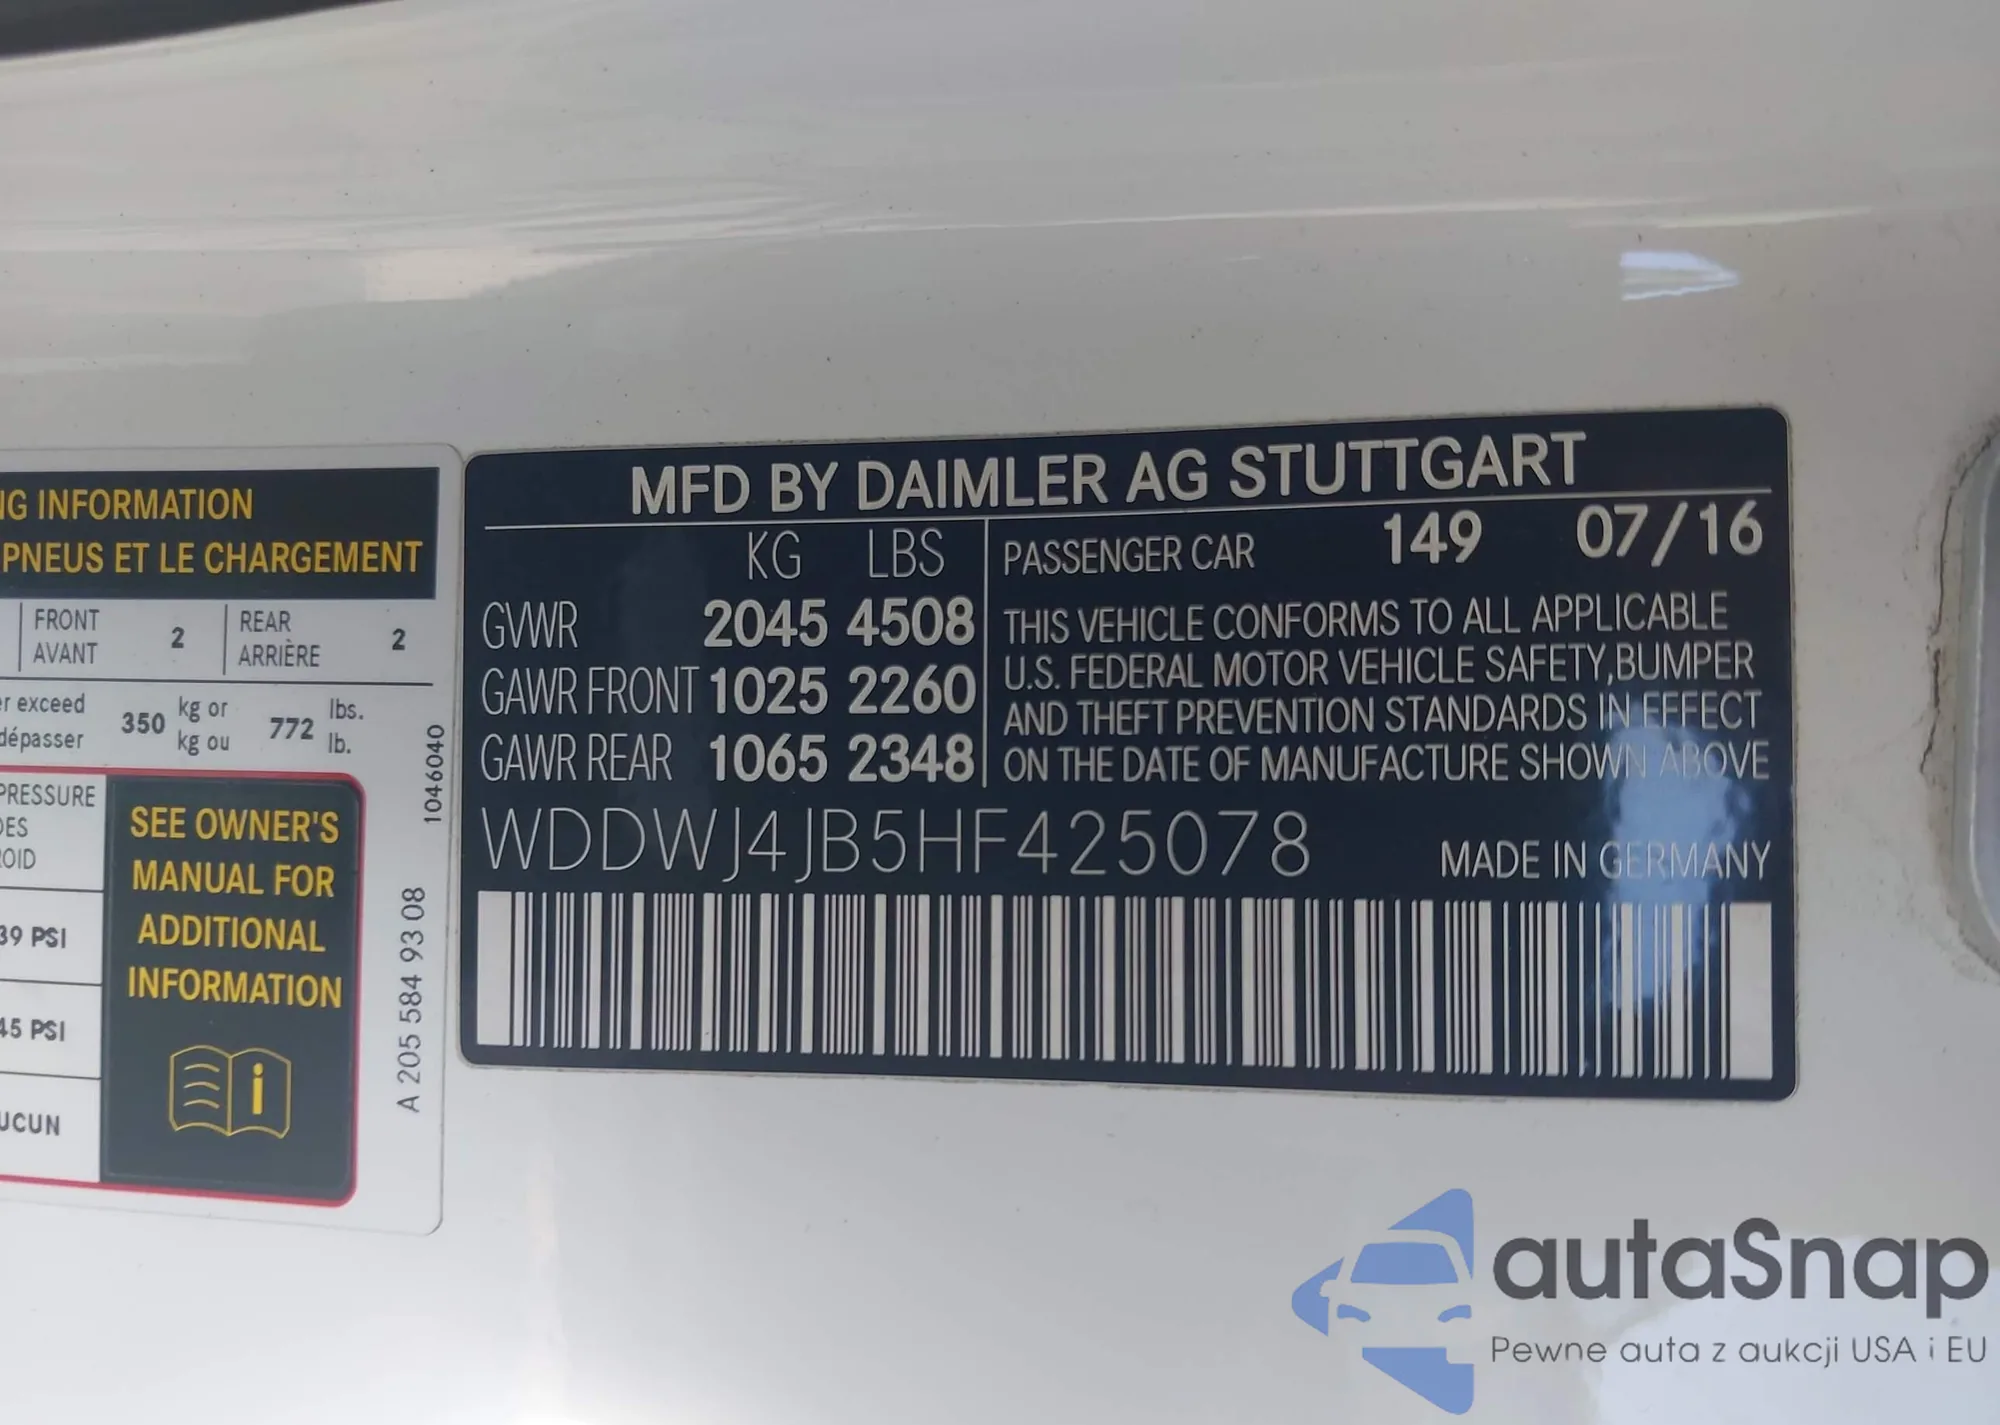 NG INFORMATION
PNEUS ET LE CHARGEMENT
FRONT
AVANT
2
REAR
ARRIÈRE
2
er exceed
dépasser
350
kg or
kg ou
772
lbs.
lb.
PRESSURE
DES
ROID
39 PSI
45 PSI
UCUN
SEE OWNER'S
MANUAL FOR
ADDITIONAL
INFORMATION
i
1046040
A 205 584 93 08
MFD BY DAIMLER AG STUTTGART
KG LBS
GVWR 2045 4508
GAWR FRONT 1025 2260
GAWR REAR 1065 2348
PASSENGER CAR 149 07/16
THIS VEHICLE CONFORMS TO ALL APPLICABLE
U.S. FEDERAL MOTOR VEHICLE SAFETY,BUMPER
AND THEFT PREVENTION STANDARDS IN EFFECT
ON THE DATE OF MANUFACTURE SHOWN ABOVE
WDDWJ4JB5HF425078
MADE IN GERMANY
autaSnap
Pewne auta z aukcji USA i EU